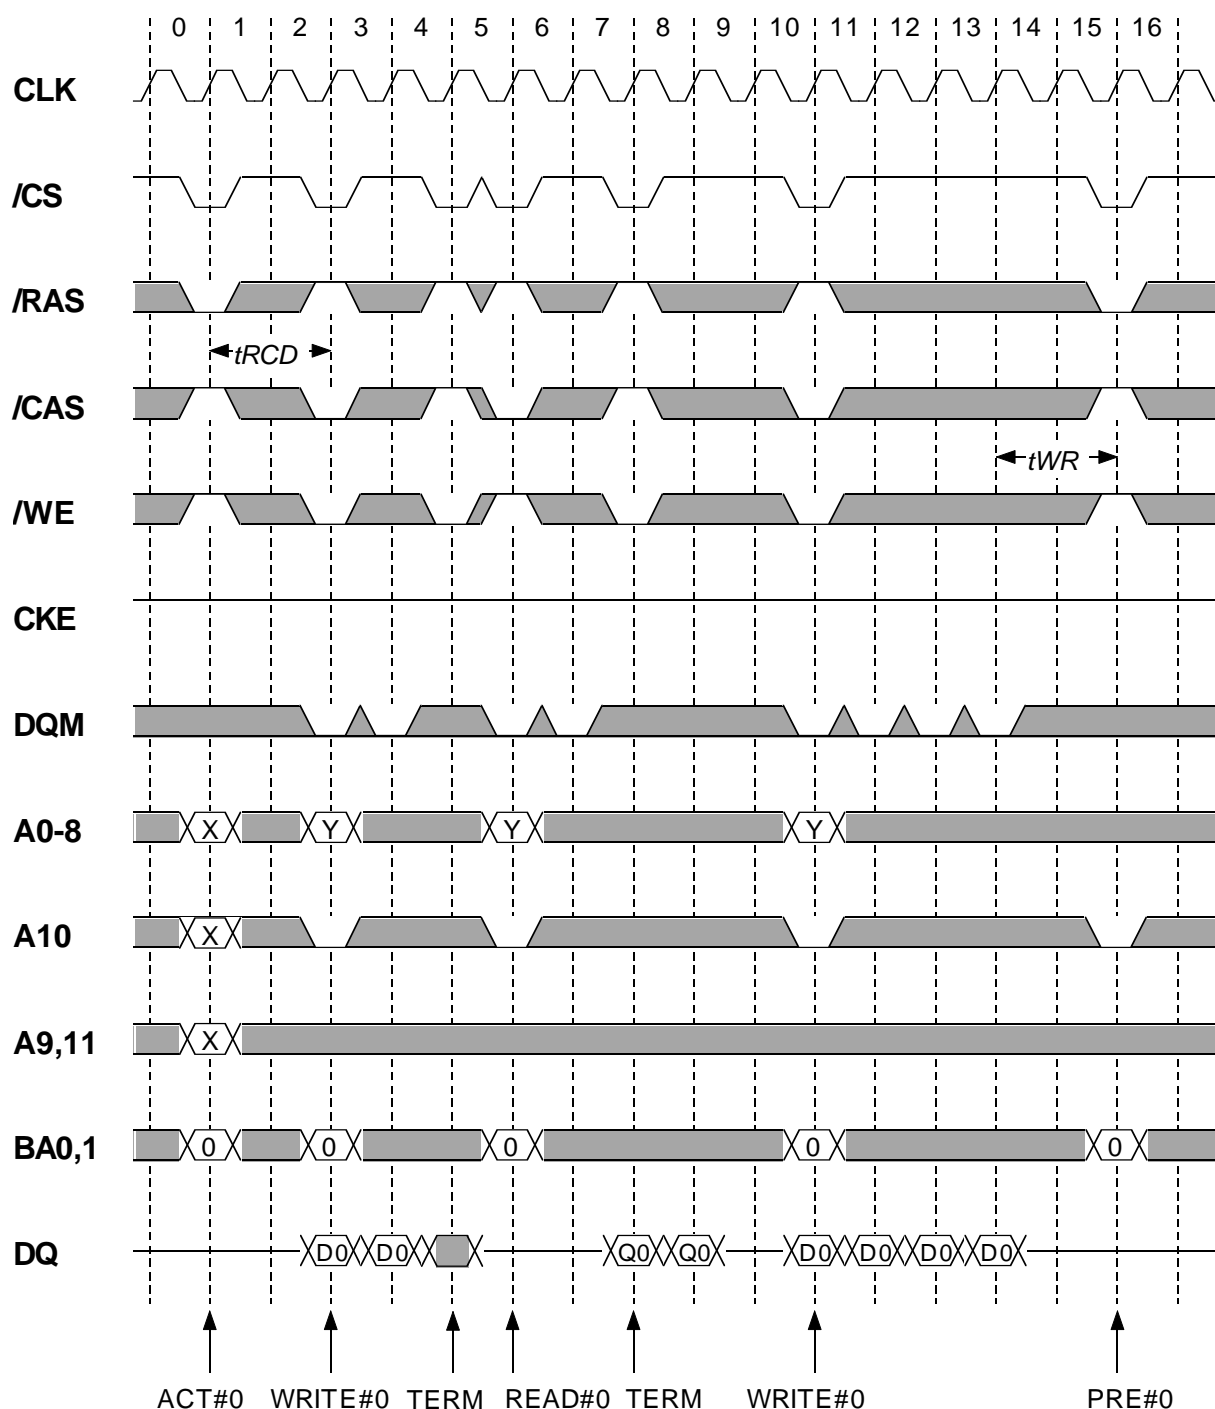 0 1 2 3 4 5 6 7 8 9 10 11 12 13 14 15 16
CLK
/CS
/RAS
tRCD
/CAS
tWR
/WE
CKE
DQM
A0-8 X Y Y Y
A10 X
A9,11 X
BA0,1 0 0 0 0 0
DQ D0 D0 Q0 Q0 D0 D0 D0 D0
ACT#0 WRITE#0 TERM READ#0 TERM WRITE#0 PRE#0